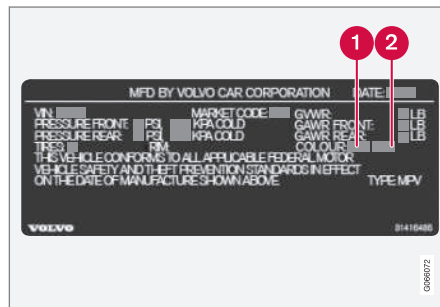 1 2
MFD BY VOLVO CAR CORPORATION DATE:
VIN: MARKET CODE: GVWR: LB
PRESSURE FRONT: PSI, KPA COLD GAWR FRONT: LB
PRESSURE REAR: PSI, KPA COLD GAWR REAR: LB
TIRES: RIM: COLOUR:
THIS VEHICLE CONFORMS TO ALL APPLICABLE FEDERAL MOTOR
VEHICLE SAFETY AND THEFT PREVENTION STANDARDS IN EFFECT
ON THE DATE OF MANUFACTURE SHOWN ABOVE. TYPE: MPV
VOLVO 31416486
G066072